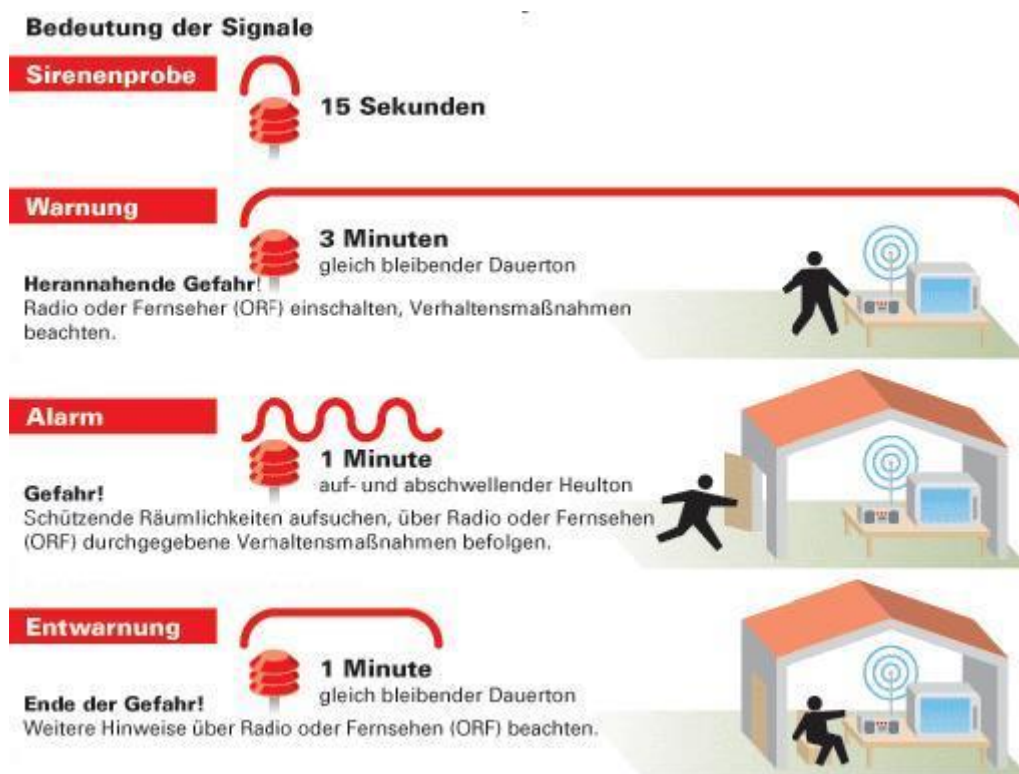 Bedeutung der Signale
Sirenenprobe
15 Sekunden
Warnung
3 Minuten
gleich bleibender Dauerton
Herannahende Gefahr!
Radio oder Fernseher (ORF) einschalten, Verhaltensmaßnahmen
beachten.
Alarm
1 Minute
auf- und abschwellender Heulton
Gefahr!
Schützende Räumlichkeiten aufsuchen, über Radio oder Fernsehen
(ORF) durchgegebene Verhaltensmaßnahmen befolgen.
Entwarnung
1 Minute
gleich bleibender Dauerton
Ende der Gefahr!
Weitere Hinweise über Radio oder Fernsehen (ORF) beachten.